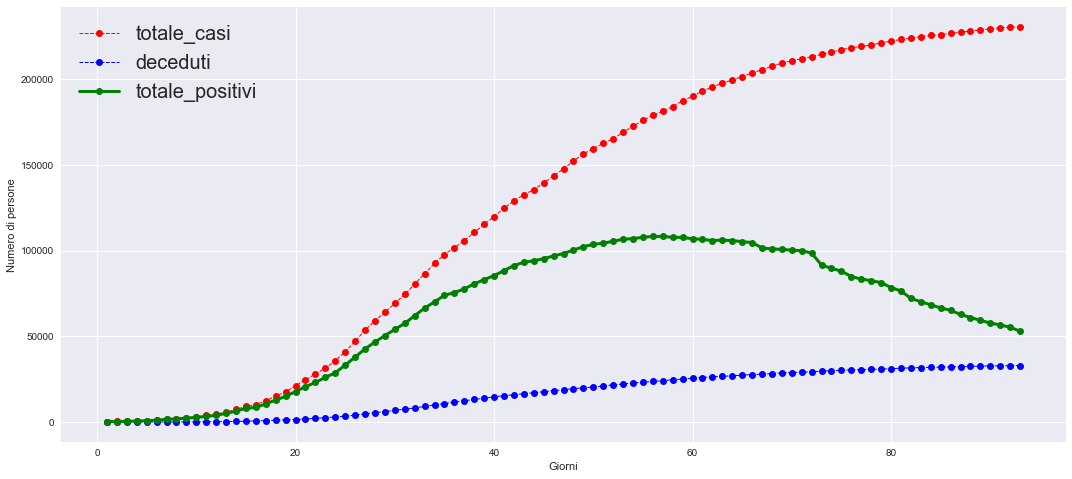 totale_casi
deceduti
totale_positivi
200000
150000
100000
50000
0
Numero di persone
0 20 40 60 80
Giorni